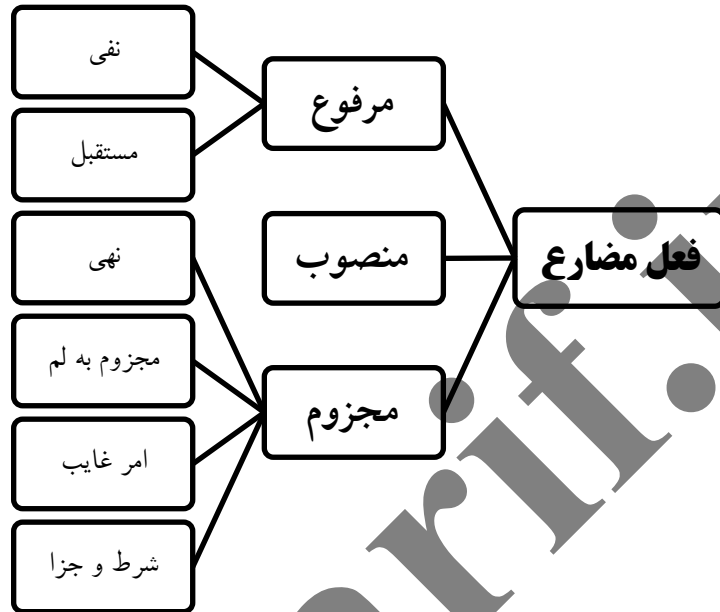 فعل مضارع
مرفوع
نفی
مستقبل
منصوب
مجزوم
نهی
مجزوم به لم
امر غایب
شرط و جزا